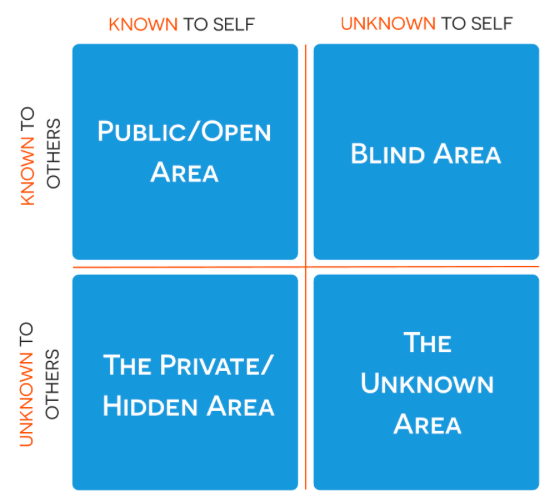 KNOWN TO SELF
UNKNOWN TO SELF
KNOWN TO
OTHERS
PUBLIC/OPEN
AREA
BLIND AREA
UNKNOWN TO
OTHERS
THE PRIVATE/
HIDDEN AREA
THE
UNKNOWN
AREA